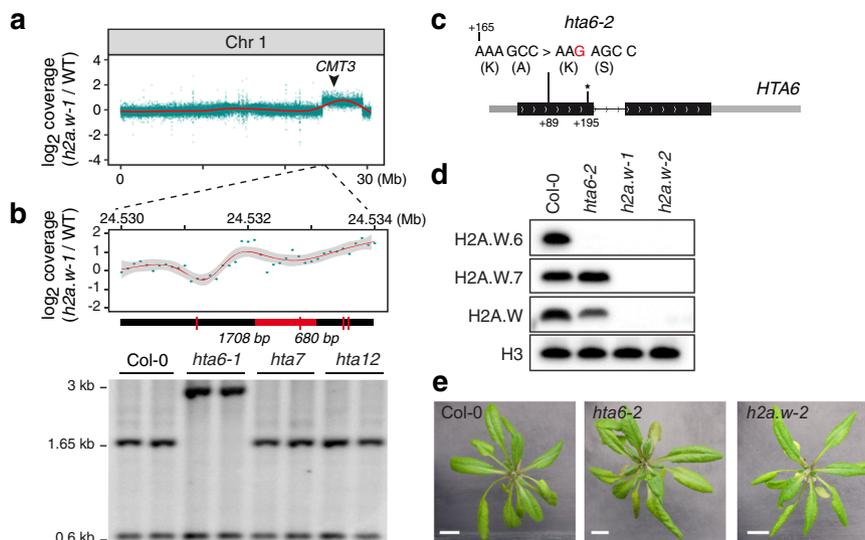 a
Chr 1
CMT3
log2 coverage
(h2a.w-1 / WT)
4
2
0
-2
-4
0
30 (Mb)
b
24.530
24.532
24.534 (Mb)
log2 coverage
(h2a.w-1 / WT)
2
1
0
-1
-2
1708 bp
680 bp
Col-0
hta6-1
hta7
hta12
3 kb
1.65 kb
0.6 kb
c
hta6-2
+165
AAA GCC > AAG AGC C
(K) (A) (K) (S)
*
HTA6
+89
+195
d
Col-0
hta6-2
h2a.w-1
h2a.w-2
H2A.W.6
H2A.W.7
H2A.W
H3
e
Col-0
hta6-2
h2a.w-2